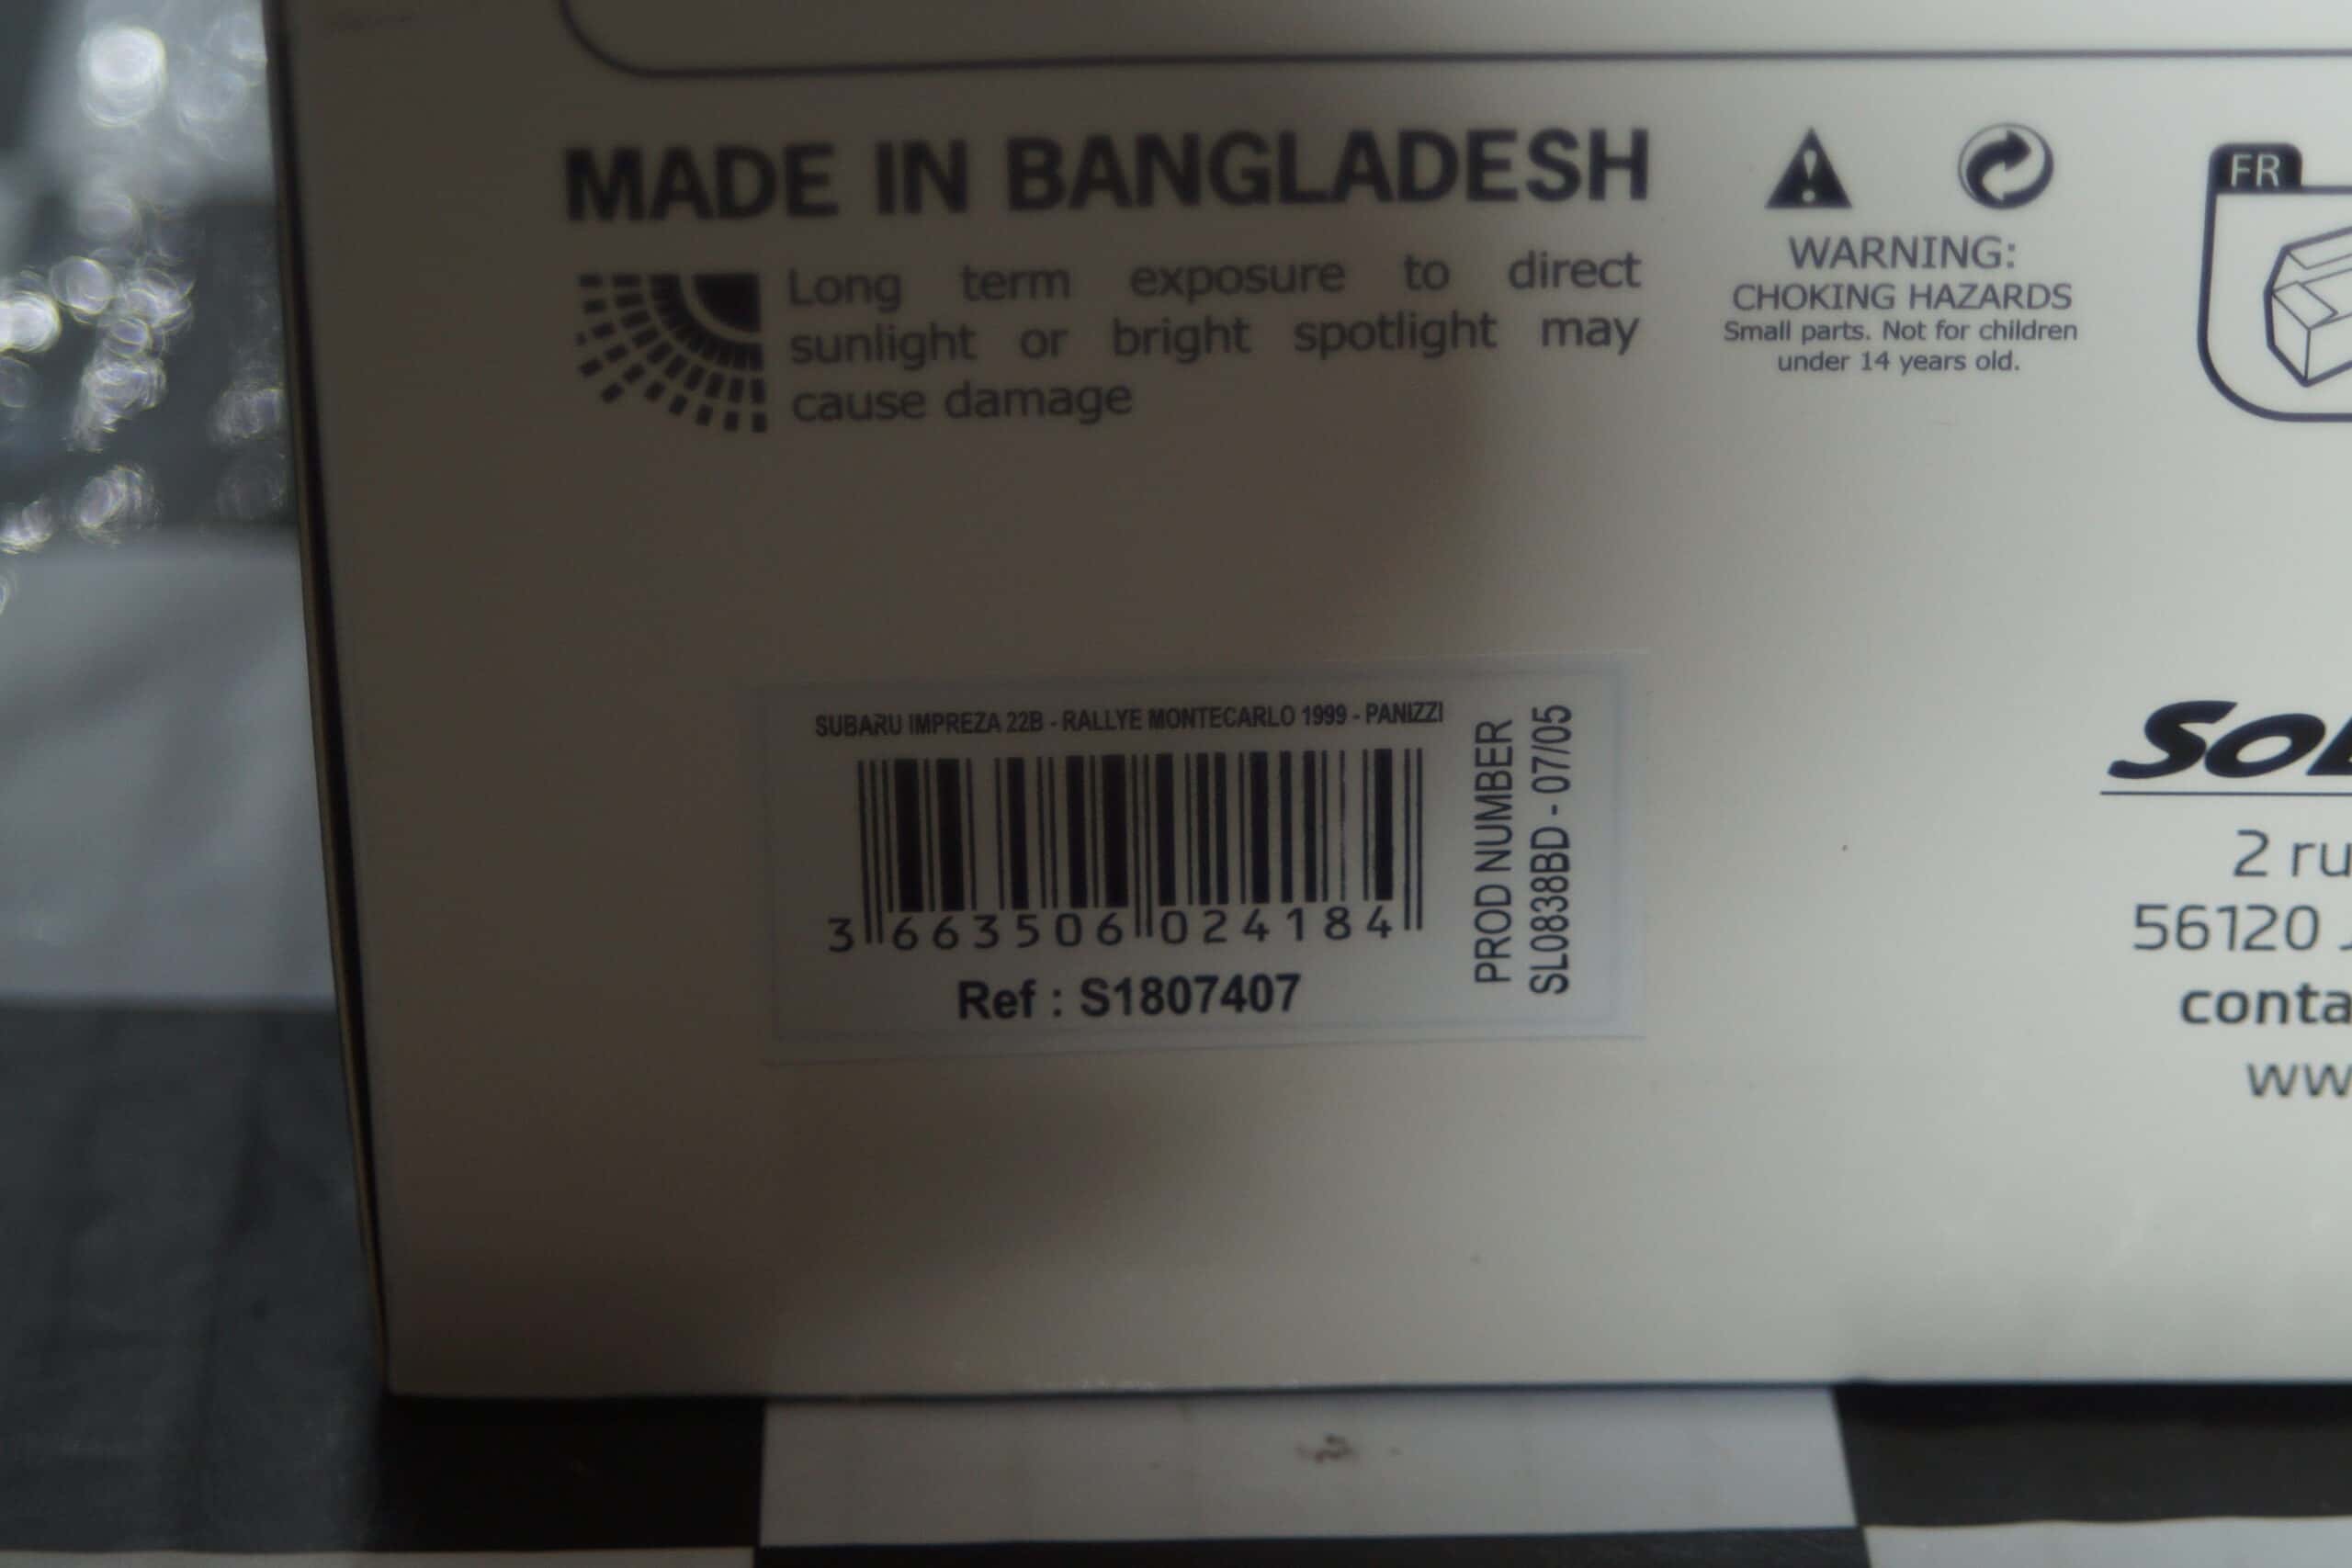 MADE IN BANGLADESH
Long term exposure to direct
sunlight or bright spotlight may
cause damage
WARNING:
CHOKING HAZARDS
Small parts. Not for children
under 14 years old.
FR
SUBARU IMPREZA 22B - RALLYE MONTECARLO 1999 - PANIZZI
3 663506 024184
Ref : S1807407
PROD NUMBER
SL0838BD - 07/05
2 ru
56120
conta
ww